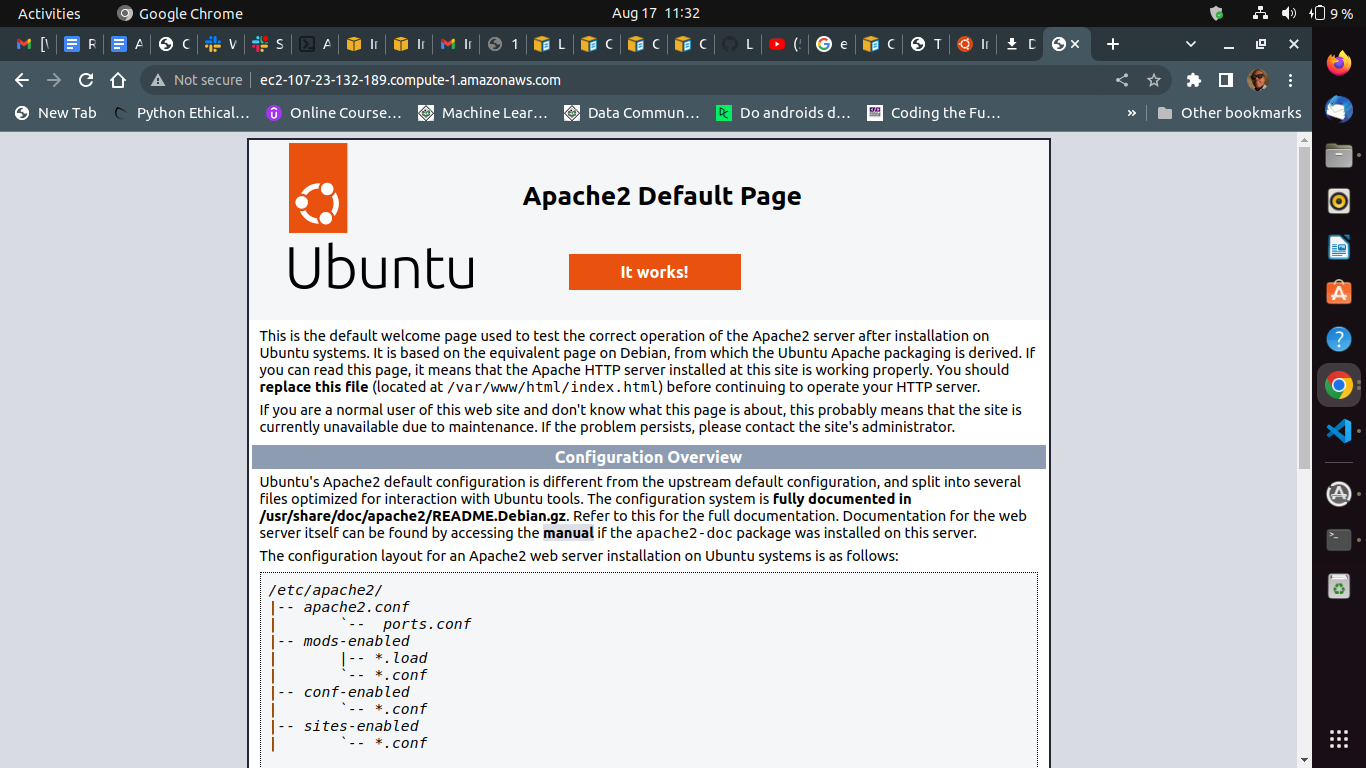 Activities Google Chrome Aug 17 11:32 9 %
[\ R A C W S A Ir Ir Ir 1 L C C C L (! e C T Ir D
Not secure ec2-107-23-132-189.compute-1.amazonaws.com
New Tab Python Ethical… Online Course… Machine Lear… Data Commun… Do androids d… Coding the Fu… » Other bookmarks
Apache2 Default Page
Ubuntu
It works!
This is the default welcome page used to test the correct operation of the Apache2 server after installation on
Ubuntu systems. It is based on the equivalent page on Debian, from which the Ubuntu Apache packaging is derived. If
you can read this page, it means that the Apache HTTP server installed at this site is working properly. You should
replace this file (located at /var/www/html/index.html) before continuing to operate your HTTP server.
If you are a normal user of this web site and don't know what this page is about, this probably means that the site is
currently unavailable due to maintenance. If the problem persists, please contact the site's administrator.
Configuration Overview
Ubuntu's Apache2 default configuration is different from the upstream default configuration, and split into several
files optimized for interaction with Ubuntu tools. The configuration system is fully documented in
/usr/share/doc/apache2/README.Debian.gz. Refer to this for the full documentation. Documentation for the web
server itself can be found by accessing the manual if the apache2-doc package was installed on this server.
The configuration layout for an Apache2 web server installation on Ubuntu systems is as follows:
/etc/apache2/
|-- apache2.conf
|       `--  ports.conf
|-- mods-enabled
|       |-- *.load
|       `-- *.conf
|-- conf-enabled
|       `-- *.conf
|-- sites-enabled
|       `-- *.conf